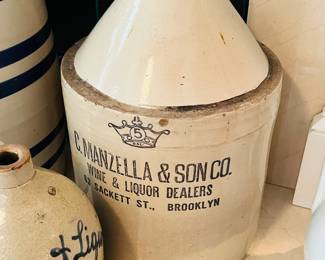 5
C. MANZELLA & SON CO.
WINE & LIQUOR DEALERS
SACKETT ST., BROOKLYN